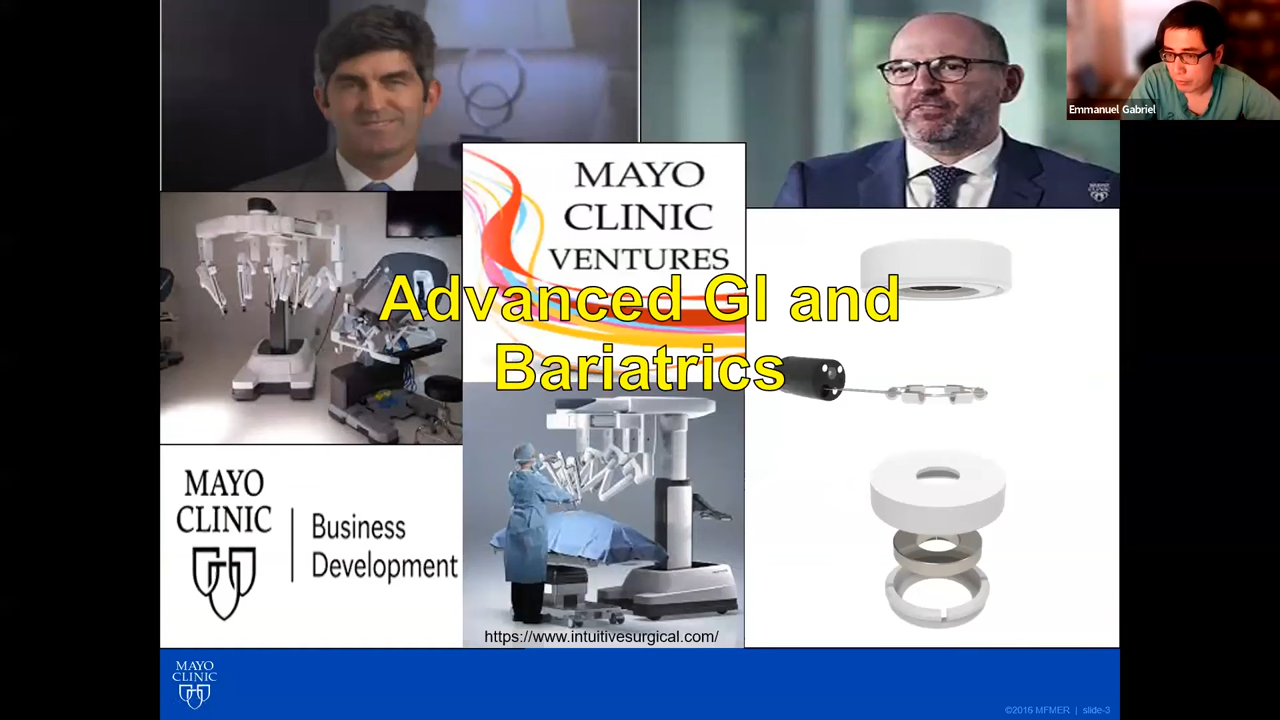 Emmanuel Gabriel
MAYO
CLINIC
VENTURES
Advanced GI and
Bariatrics
MAYO
CLINIC
Business
Development
https://www.intuitivesurgical.com/
MAYO
CLINIC
©2016 MFMER | slide-3